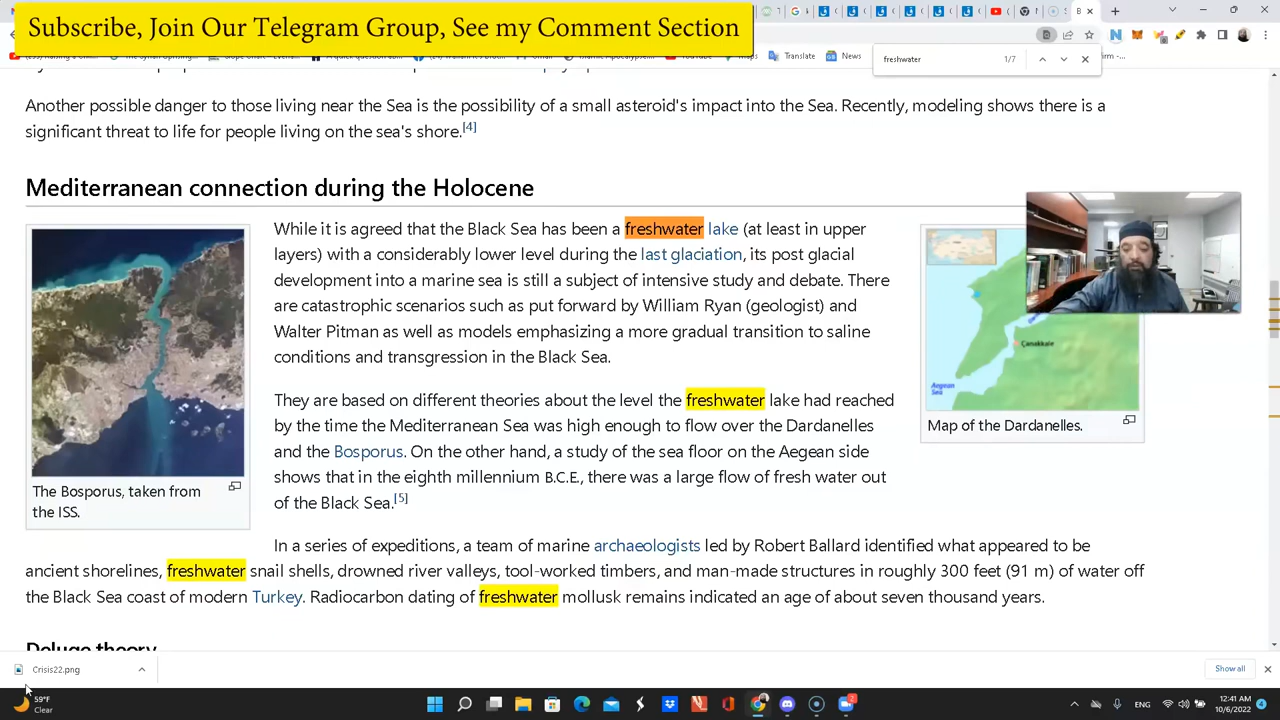 Subscribe, Join Our Telegram Group, See my Comment Section
Translate
News
freshwater
1/7
Another possible danger to those living near the Sea is the possibility of a small asteroid's impact into the Sea. Recently, modeling shows there is a
significant threat to life for people living on the sea's shore.[4]
Mediterranean connection during the Holocene
While it is agreed that the Black Sea has been a freshwater lake (at least in upper
layers) with a considerably lower level during the last glaciation, its post glacial
development into a marine sea is still a subject of intensive study and debate. There
are catastrophic scenarios such as put forward by William Ryan (geologist) and
Walter Pitman as well as models emphasizing a more gradual transition to saline
conditions and transgression in the Black Sea.
They are based on different theories about the level the freshwater lake had reached
by the time the Mediterranean Sea was high enough to flow over the Dardanelles
and the Bosporus. On the other hand, a study of the sea floor on the Aegean side
shows that in the eighth millennium B.C.E., there was a large flow of fresh water out
of the Black Sea.[5]
The Bosporus, taken from
the ISS.
Çanakkale
Aegean
Sea
Map of the Dardanelles.
In a series of expeditions, a team of marine archaeologists led by Robert Ballard identified what appeared to be
ancient shorelines, freshwater snail shells, drowned river valleys, tool-worked timbers, and man-made structures in roughly 300 feet (91 m) of water off
the Black Sea coast of modern Turkey. Radiocarbon dating of freshwater mollusk remains indicated an age of about seven thousand years.
Deluge theory
Crisis22.png
Show all
59°F
Clear
ENG
12:41 AM
10/6/2022